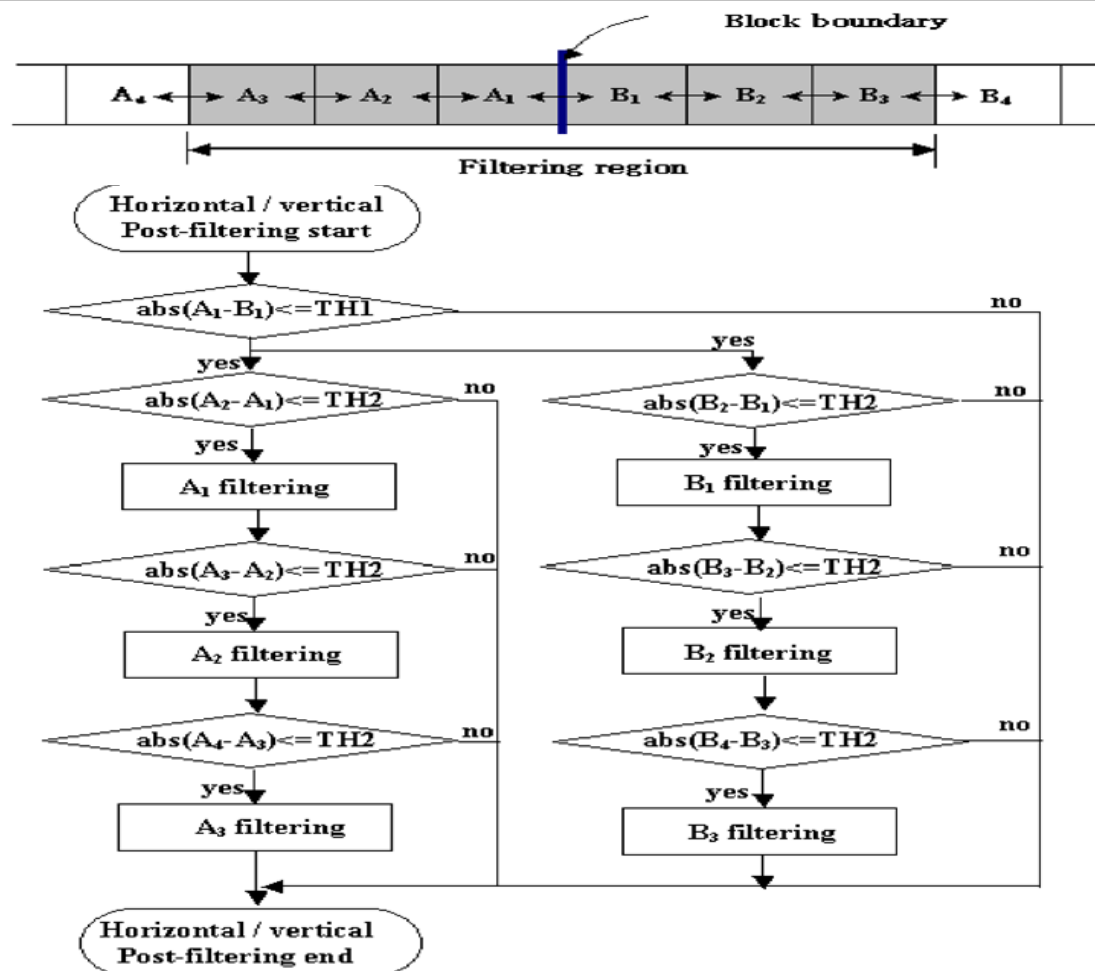 Block boundary
A₄ A₃ A₂ A₁ B₁ B₂ B₃ B₄
Filtering region
Horizontal / vertical
Post-filtering start
abs(A₁-B₁)<=TH1
no
yes
yes
abs(A₂-A₁)<=TH2
no
abs(B₂-B₁)<=TH2
no
yes
yes
A₁ filtering
B₁ filtering
abs(A₃-A₂)<=TH2
no
abs(B₃-B₂)<=TH2
no
yes
yes
A₂ filtering
B₂ filtering
abs(A₄-A₃)<=TH2
no
abs(B₄-B₃)<=TH2
no
yes
yes
A₃ filtering
B₃ filtering
Horizontal / vertical
Post-filtering end